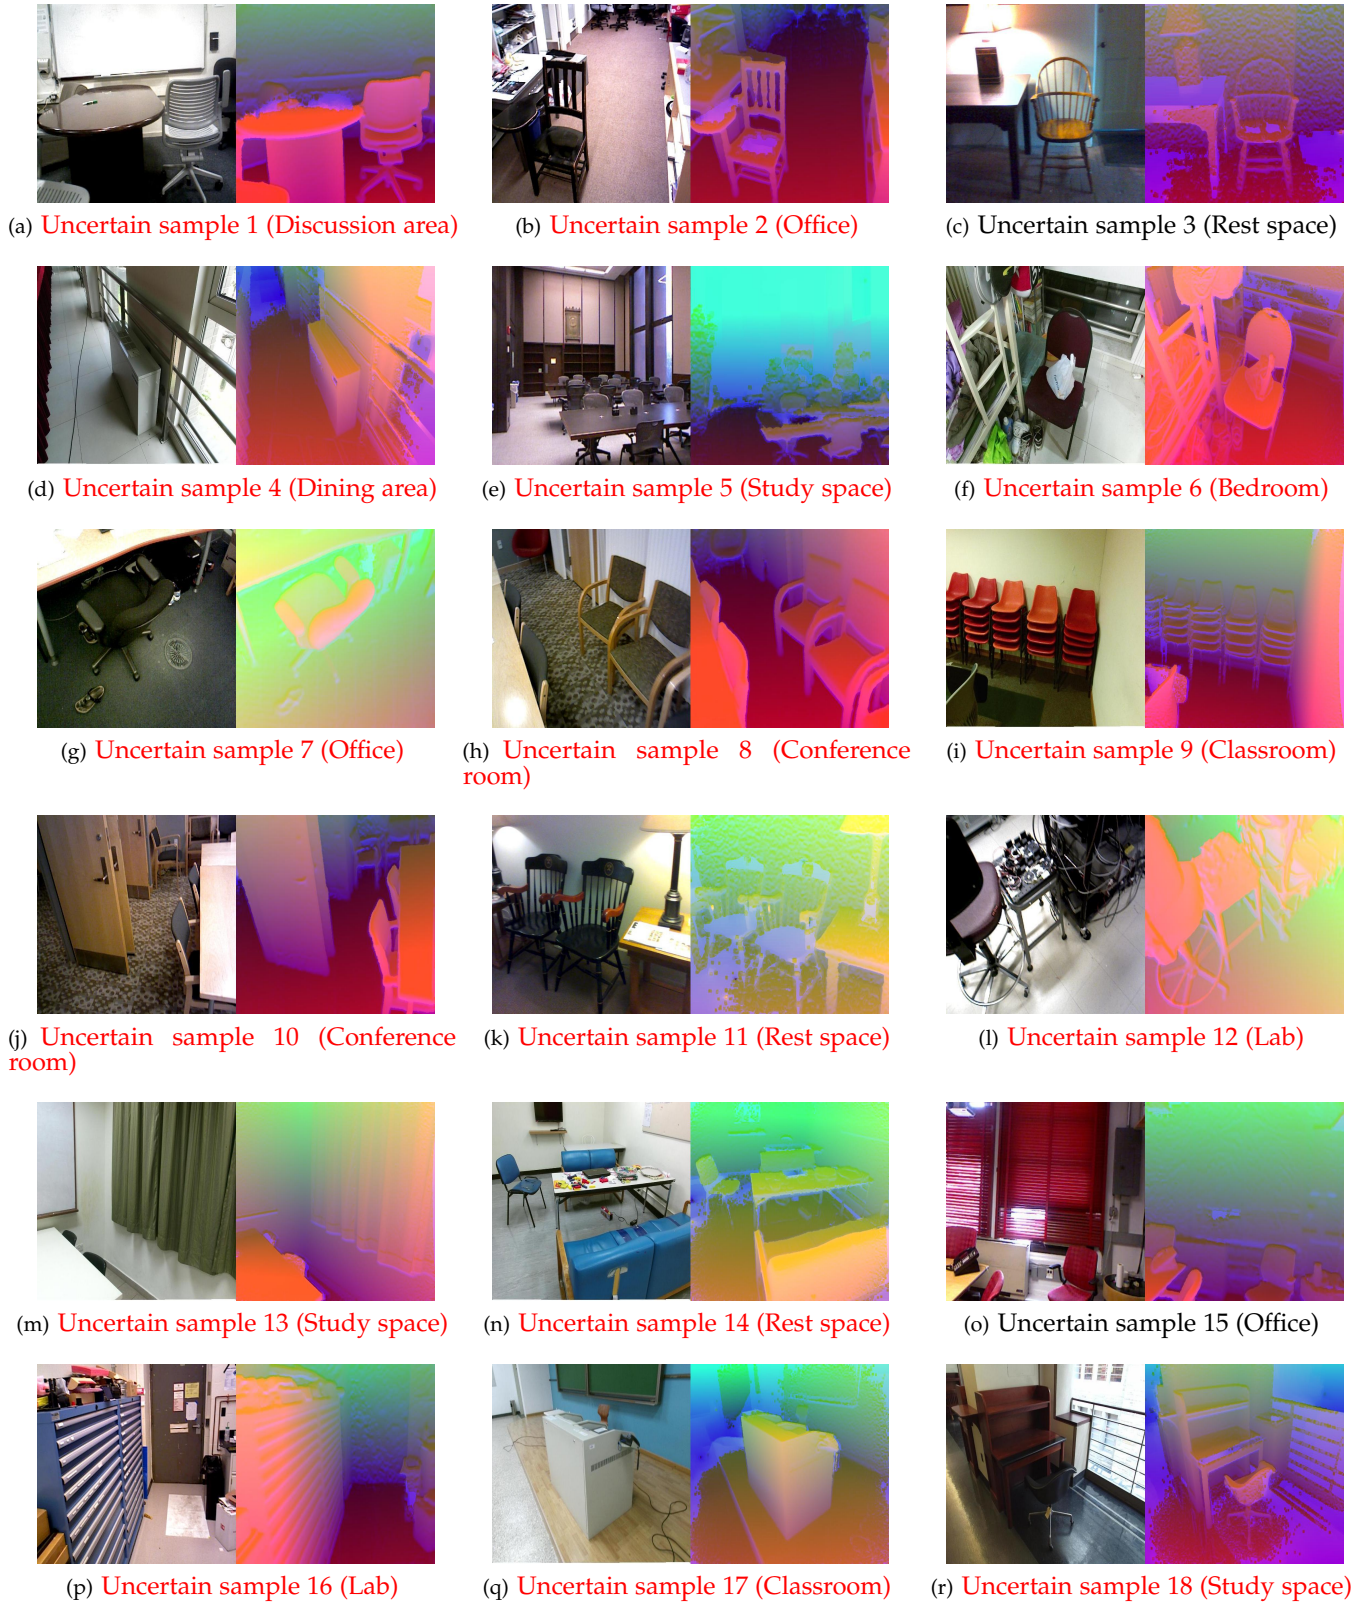 (a) Uncertain sample 1 (Discussion area)
(b) Uncertain sample 2 (Office)
(c) Uncertain sample 3 (Rest space)
(d) Uncertain sample 4 (Dining area)
(e) Uncertain sample 5 (Study space)
(f) Uncertain sample 6 (Bedroom)
(g) Uncertain sample 7 (Office)
(h) Uncertain sample 8 (Conference
room)
(i) Uncertain sample 9 (Classroom)
(j) Uncertain sample 10 (Conference
room)
(k) Uncertain sample 11 (Rest space)
(l) Uncertain sample 12 (Lab)
(m) Uncertain sample 13 (Study space)
(n) Uncertain sample 14 (Rest space)
(o) Uncertain sample 15 (Office)
(p) Uncertain sample 16 (Lab)
(q) Uncertain sample 17 (Classroom)
(r) Uncertain sample 18 (Study space)